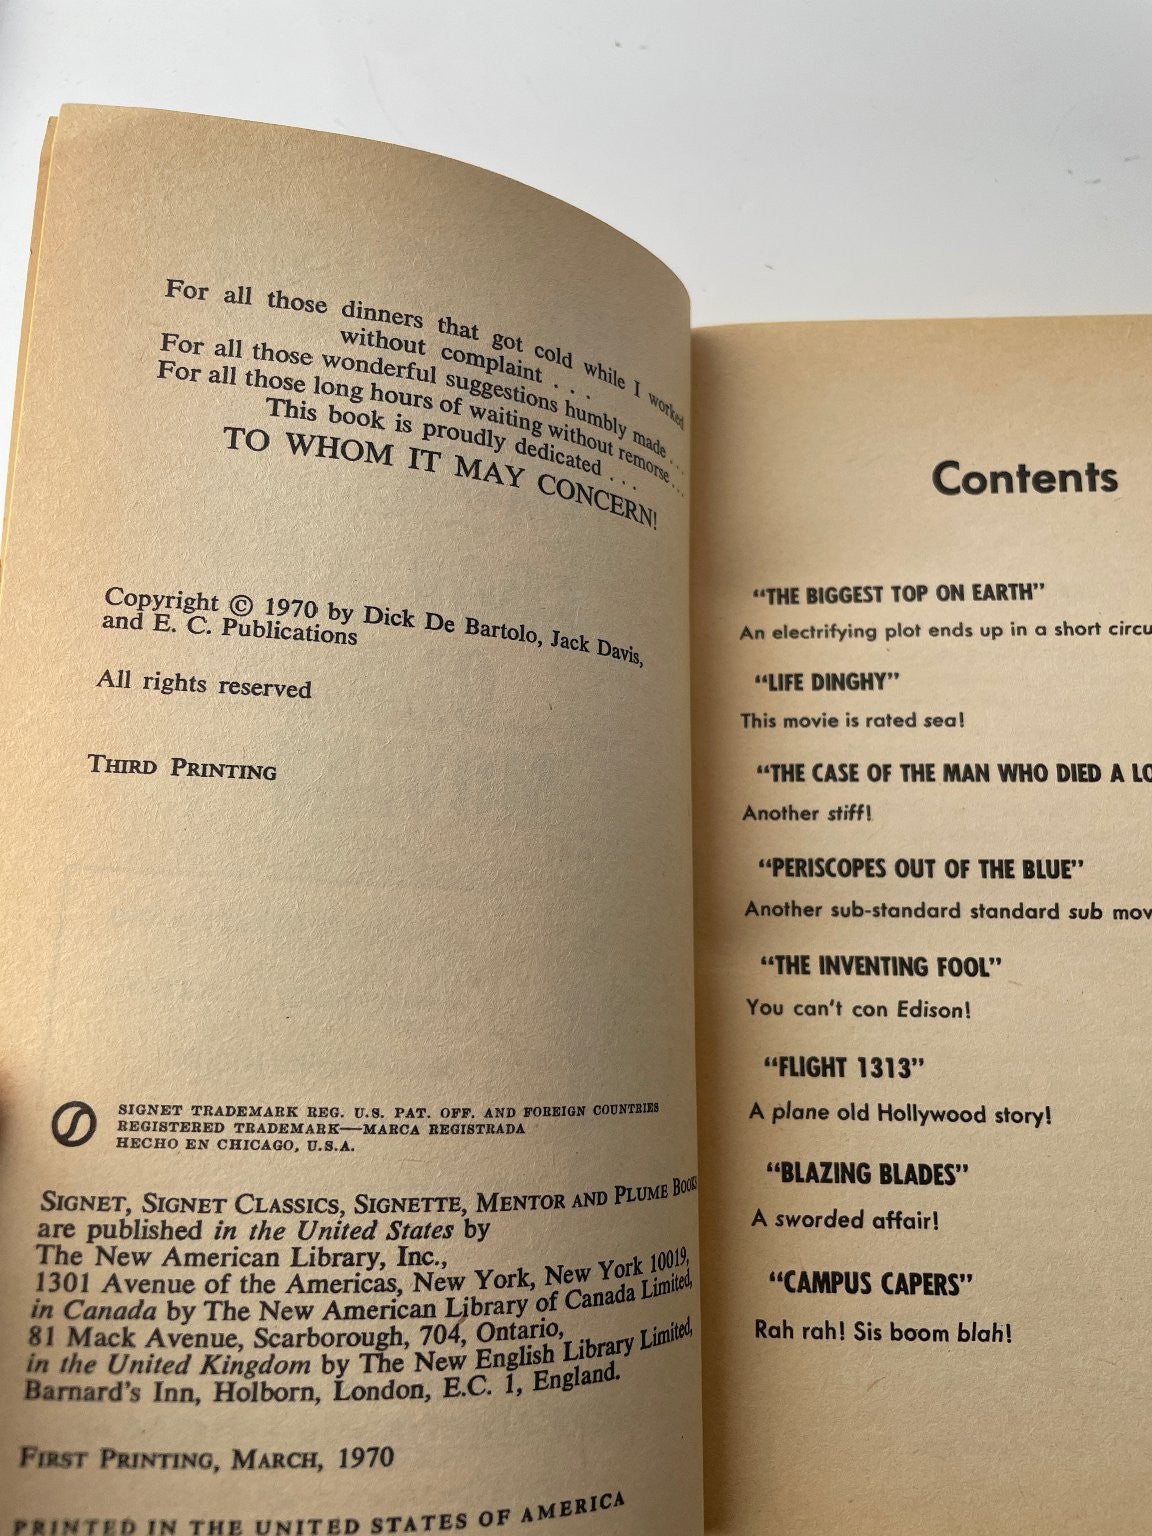 For all those dinners that got cold while I worked
without complaint . . .
For all those wonderful suggestions humbly made . . .
For all those long hours of waiting without remorse . . .
This book is proudly dedicated . . .
TO WHOM IT MAY CONCERN!
Copyright © 1970 by Dick De Bartolo, Jack Davis,
and E. C. Publications
All rights reserved
THIRD PRINTING
SIGNET TRADEMARK REG. U.S. PAT. OFF. AND FOREIGN COUNTRIES
REGISTERED TRADEMARK—MARCA REGISTRADA
HECHO EN CHICAGO, U.S.A.
SIGNET, SIGNET CLASSICS, SIGNETTE, MENTOR AND PLUME BOOKS
are published in the United States by
The New American Library, Inc.,
1301 Avenue of the Americas, New York, New York 10019,
in Canada by The New American Library of Canada Limited,
81 Mack Avenue, Scarborough, 704, Ontario,
in the United Kingdom by The New English Library Limited,
Barnard's Inn, Holborn, London, E.C. 1, England.
FIRST PRINTING, MARCH, 1970
PRINTED IN THE UNITED STATES OF AMERICA
Contents
"THE BIGGEST TOP ON EARTH"
An electrifying plot ends up in a short
"LIFE DINGHY"
This movie is rated sea!
"THE CASE OF THE MAN WHO DIED A
Another stiff!
"PERISCOPES OUT OF THE BLUE"
Another sub-standard standard sub
"THE INVENTING FOOL"
You can't con Edison!
"FLIGHT 1313"
A plane old Hollywood story!
"BLAZING BLADES"
A sworded affair!
"CAMPUS CAPERS"
Rah rah! Sis boom blah!